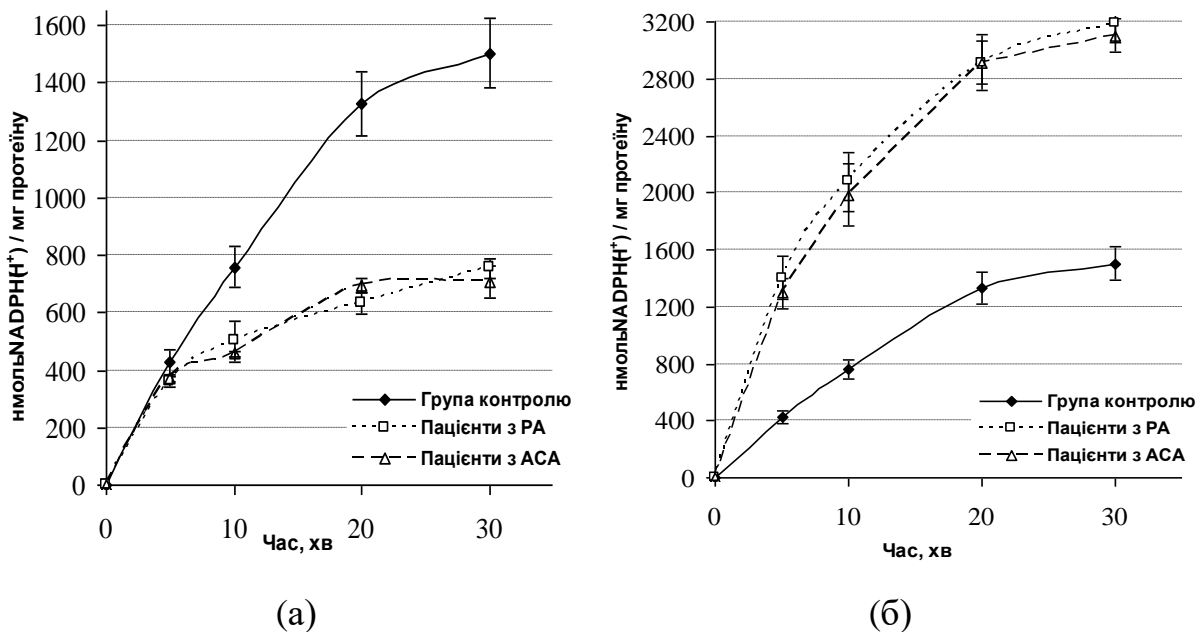 нмольNADPH(H⁺) / мг протеїну
1600
1400
1200
1000
800
600
400
200
0
0 10 20 30
Час, хв
Група контролю
Пацієнти з РА
Пацієнти з АСА
(а)
нмольNADPH(H⁺) / мг протеїну
3200
2800
2400
2000
1600
1200
800
400
0
0 10 20 30
Час, хв
Група контролю
Пацієнти з РА
Пацієнти з АСА
(б)